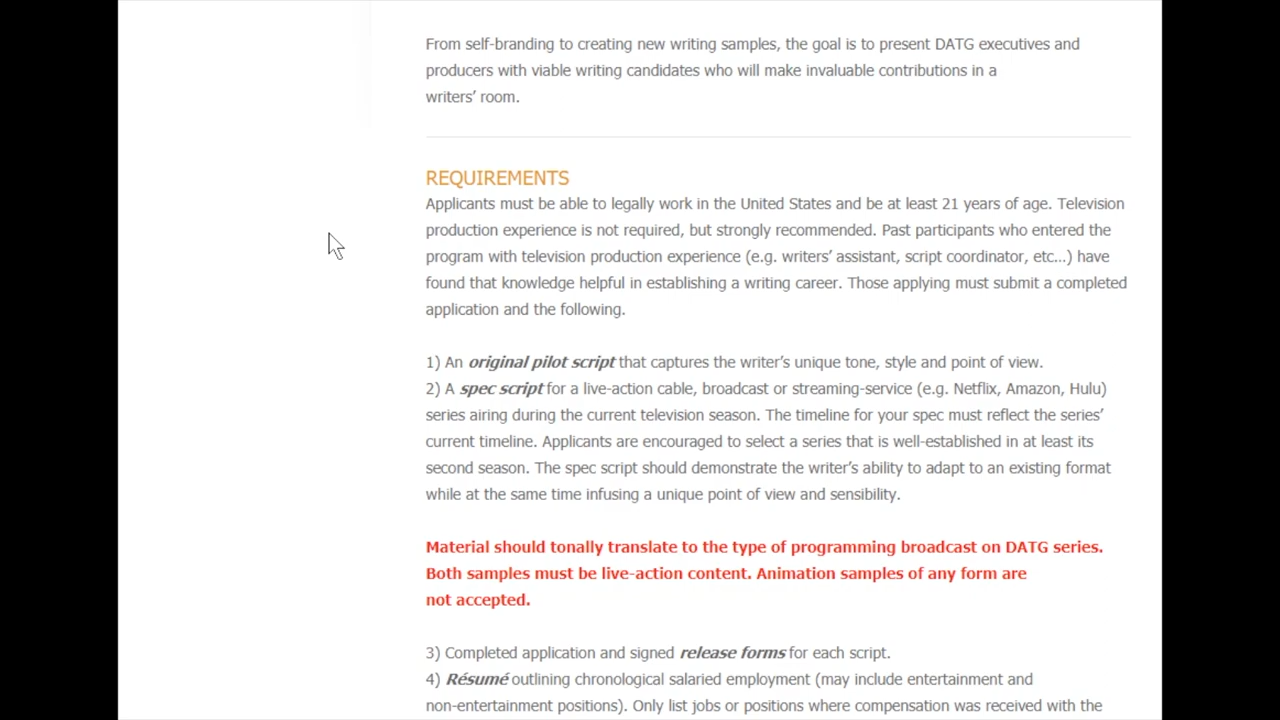 From self-branding to creating new writing samples, the goal is to present DATG executives and
producers with viable writing candidates who will make invaluable contributions in a
writers’ room.
REQUIREMENTS
Applicants must be able to legally work in the United States and be at least 21 years of age. Television
production experience is not required, but strongly recommended. Past participants who entered the
program with television production experience (e.g. writers’ assistant, script coordinator, etc...) have
found that knowledge helpful in establishing a writing career. Those applying must submit a completed
application and the following.
1) An original pilot script that captures the writer’s unique tone, style and point of view.
2) A spec script for a live-action cable, broadcast or streaming-service (e.g. Netflix, Amazon, Hulu)
series airing during the current television season. The timeline for your spec must reflect the series’
current timeline. Applicants are encouraged to select a series that is well-established in at least its
second season. The spec script should demonstrate the writer’s ability to adapt to an existing format
while at the same time infusing a unique point of view and sensibility.
Material should tonally translate to the type of programming broadcast on DATG series.
Both samples must be live-action content. Animation samples of any form are
not accepted.
3) Completed application and signed release forms for each script.
4) Résumé outlining chronological salaried employment (may include entertainment and
non-entertainment positions). Only list jobs or positions where compensation was received with the